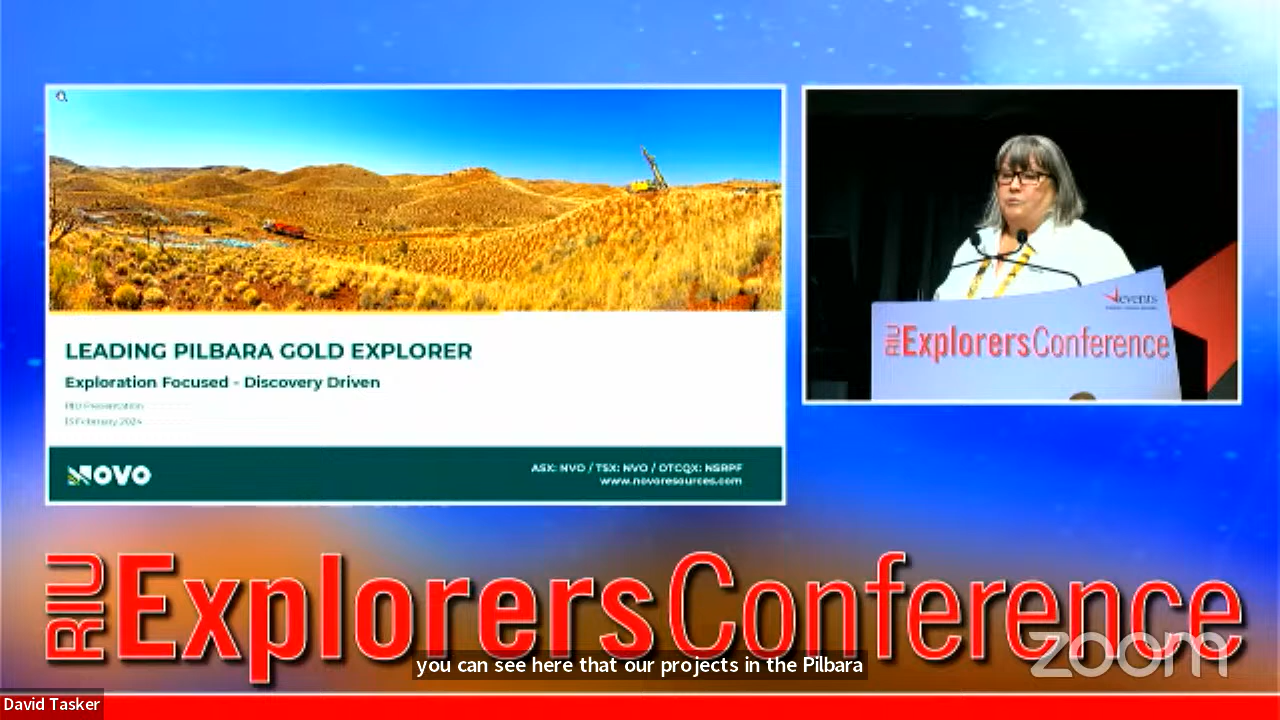 LEADING PILBARA GOLD EXPLORER
Exploration Focused - Discovery Driven
RIU Presentation
15 February 2024
NOVO
ASX: NVO / TSX: NVO / OTCQX: NSRPF
www.novoresources.com
events
RIU ExplorersConference
RIU ExplorersConference
you can see here that our projects in the Pilbara
zoom
David Tasker